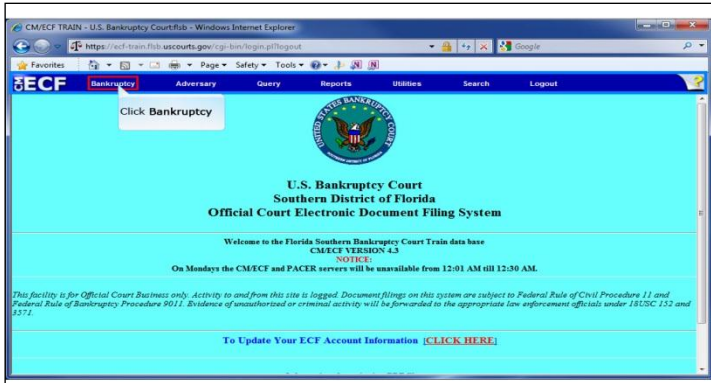 CM/ECF TRAIN - U.S. Bankruptcy Court:flsb - Windows Internet Explorer
https://ecf-train.flsb.uscourts.gov/cgi-bin/login.pl?logout
Google
Favorites
Page Safety Tools
ECF Bankruptcy Adversary Query Reports Utilities Search Logout
Click Bankruptcy
U.S. Bankruptcy Court
Southern District of Florida
Official Court Electronic Document Filing System
Welcome to the Florida Southern Bankruptcy Court Train data base
CM/ECF VERSION 4.3
NOTICE:
On Mondays the CM/ECF and PACER servers will be unavailable from 12:01 AM till 12:30 AM.
This facility is for Official Court Business only. Activity to and from this site is logged. Document filings on this system are subject to Federal Rule of Civil Procedure 11 and
Federal Rule of Bankruptcy Procedure 9011. Evidence of unauthorized or criminal activity will be forwarded to the appropriate law enforcement officials under 18USC 152 and
3571.
To Update Your ECF Account Information [CLICK HERE]